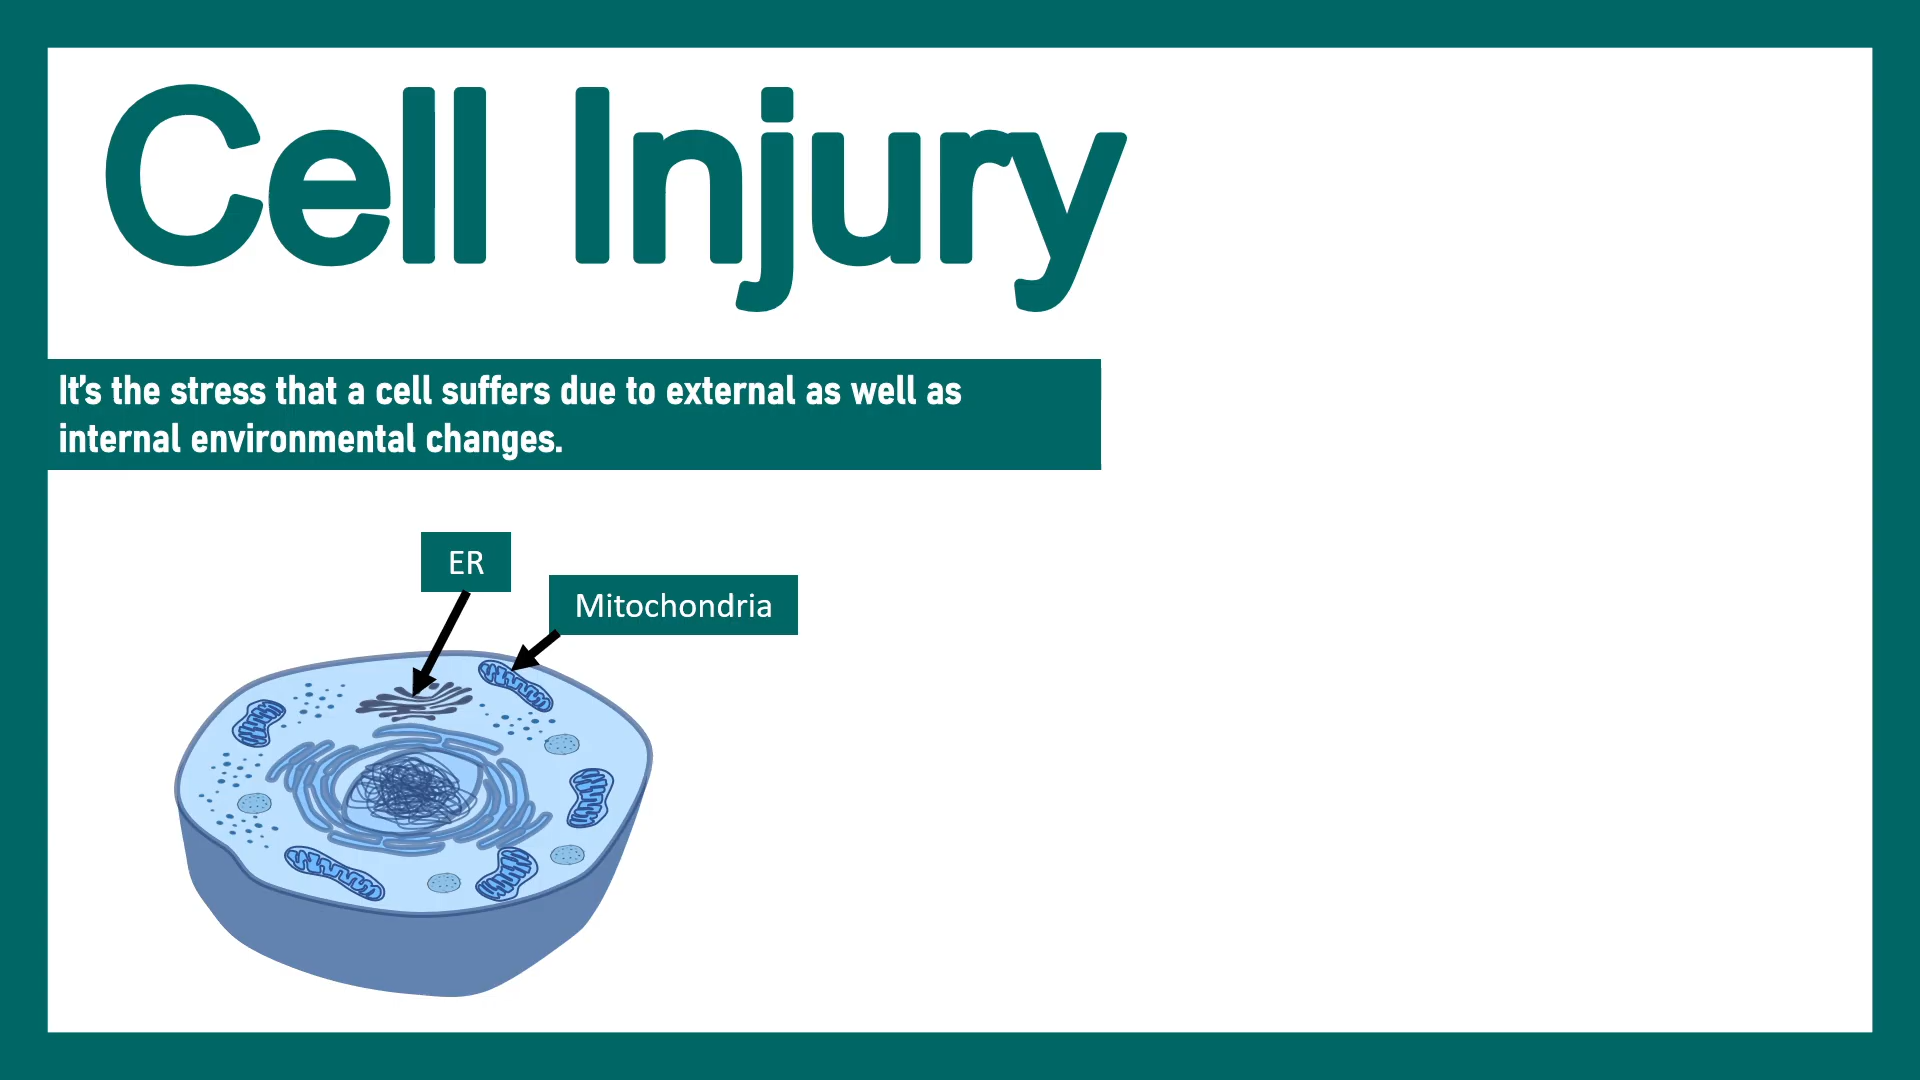 Cell Injury
It's the stress that a cell suffers due to external as well as
internal environmental changes.
ER
Mitochondria